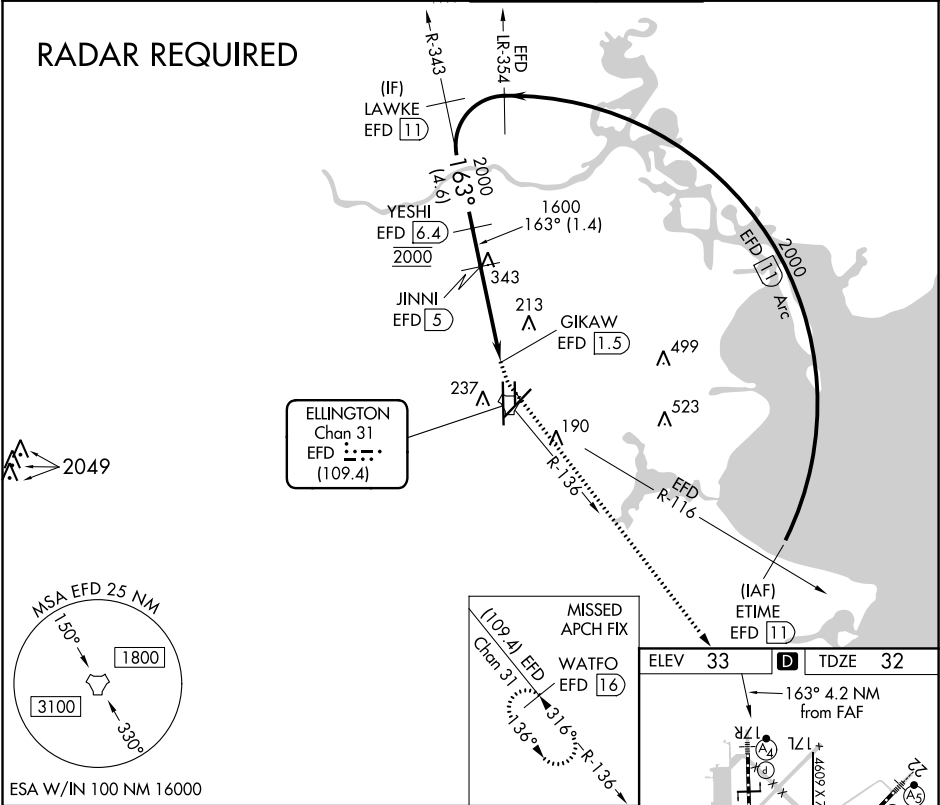 RADAR REQUIRED
R-343
EFD
LR-354
(IF)
LAWKE
EFD 11
2000
163°
(4.6)
YESHI
EFD 6.4
2000
1600
163° (1.4)
343
JINNI
EFD 5
213
GIKAW
EFD 1.5
499
523
237
190
2000
EFD 11 Arc
ELLINGTON
Chan 31
EFD
(109.4)
R-136
EFD
R-116
2049
(IAF)
ETIME
EFD 11
MSA EFD 25 NM
150°
1800
3100
330°
ESA W/IN 100 NM 16000
MISSED
APCH FIX
(109.4) EFD
Chan 31
WATFO
EFD 16
136°
316°
R-136
ELEV 33
D
TDZE 32
163° 4.2 NM
from FAF
17R
A4
17L
P
22
A5